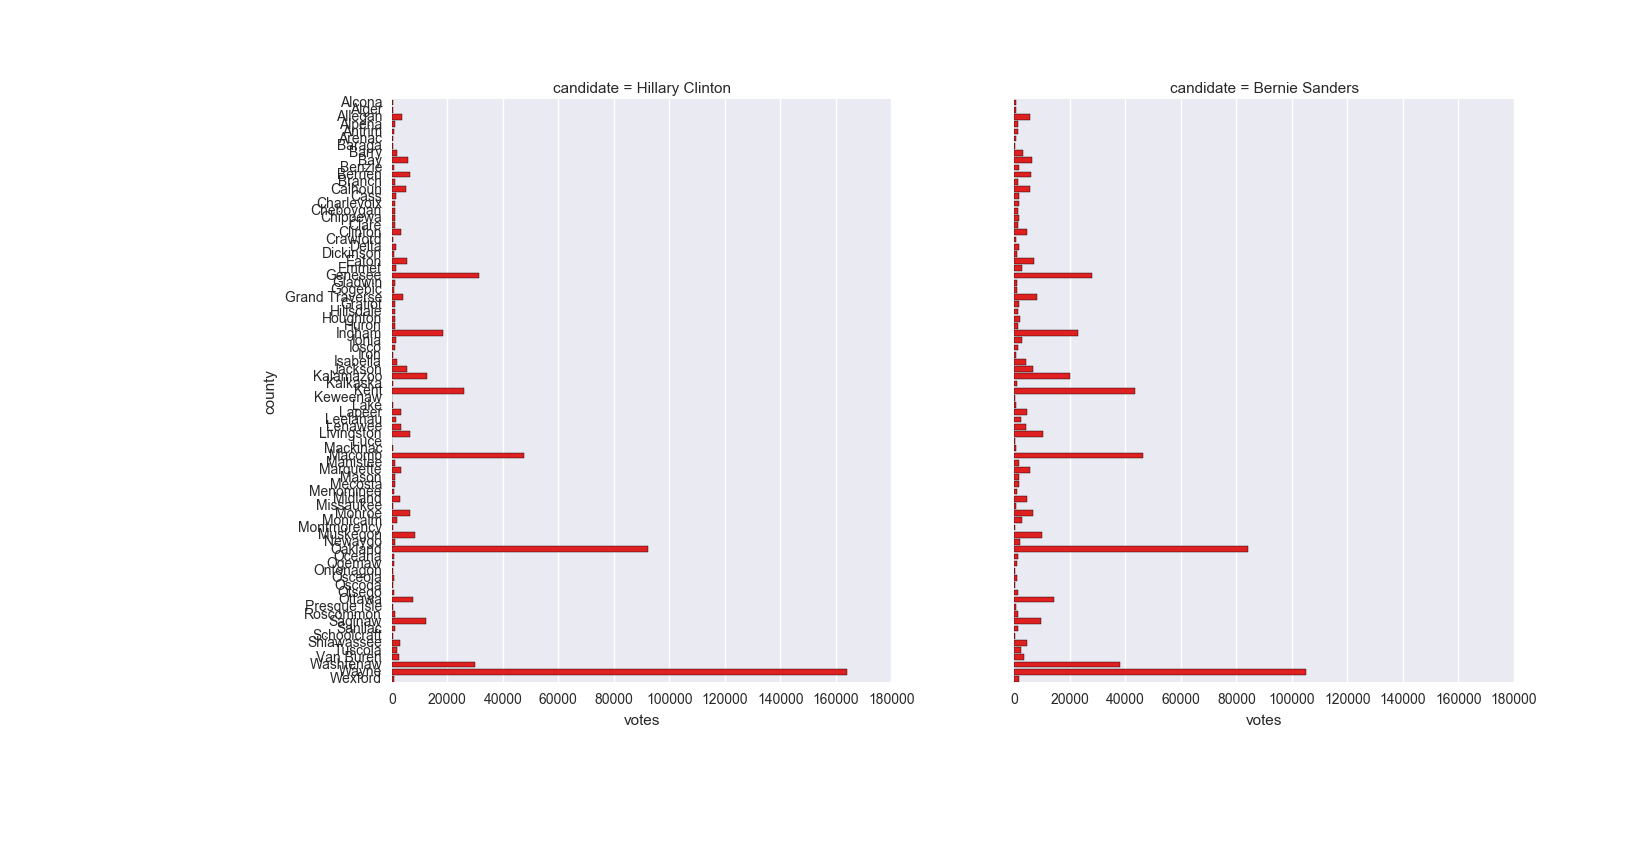 candidate = Hillary Clinton
candidate = Bernie Sanders
county
Alcona
Alger
Allegan
Alpena
Antrim
Arenac
Baraga
Barry
Bay
Benzie
Berrien
Branch
Calhoun
Cass
Charlevoix
Cheboygan
Chippewa
Clare
Clinton
Crawford
Delta
Dickinson
Eaton
Emmet
Genesee
Gladwin
Gogebic
Grand Traverse
Gratiot
Hillsdale
Houghton
Huron
Ingham
Ionia
Iosco
Iron
Isabella
Jackson
Kalamazoo
Kalkaska
Kent
Keweenaw
Lake
Lapeer
Leelanau
Lenawee
Livingston
Luce
Mackinac
Macomb
Manistee
Marquette
Mason
Mecosta
Menominee
Midland
Missaukee
Monroe
Montcalm
Montmorency
Muskegon
Newaygo
Oakland
Oceana
Ogemaw
Ontonagon
Osceola
Oscoda
Otsego
Ottawa
Presque Isle
Roscommon
Saginaw
Sanilac
Schoolcraft
Shiawassee
Tuscola
Van Buren
Washtenaw
Wayne
Wexford
0 20000 40000 60000 80000 100000 120000 140000 160000 180000
votes
0 20000 40000 60000 80000 100000 120000 140000 160000 180000
votes